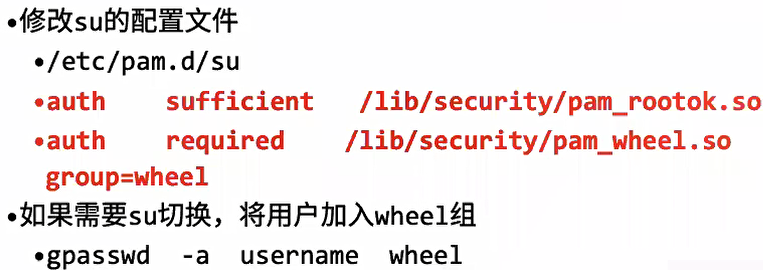 •修改su的配置文件
•/etc/pam.d/su
•auth    sufficient   /lib/security/pam_rootok.so
•auth    required    /lib/security/pam_wheel.so
group=wheel
•如果需要su切换，将用户加入wheel组
•gpasswd  -a  username  wheel